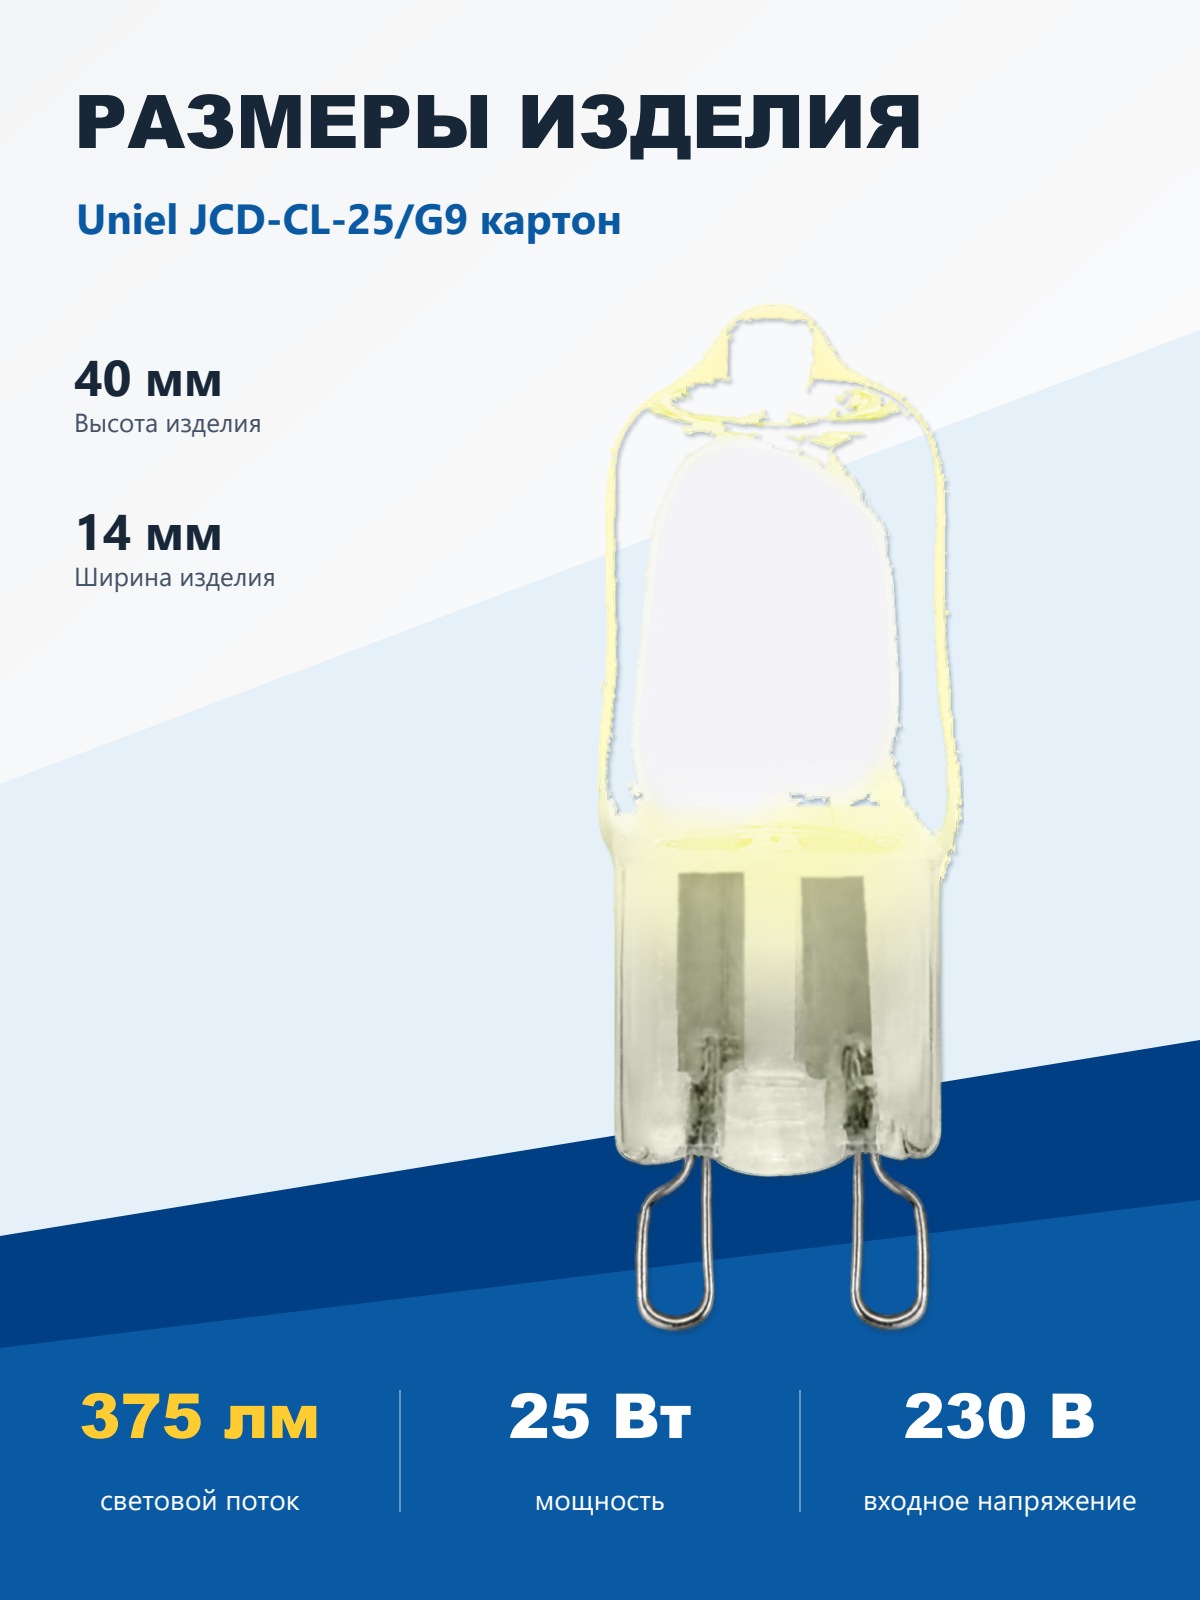 РАЗМЕРЫ ИЗДЕЛИЯ
Uniel JCD-CL-25/G9 картон
40 мм
Высота изделия
14 мм
Ширина изделия
375 лм
световой поток
25 Вт
мощность
230 В
входное напряжение